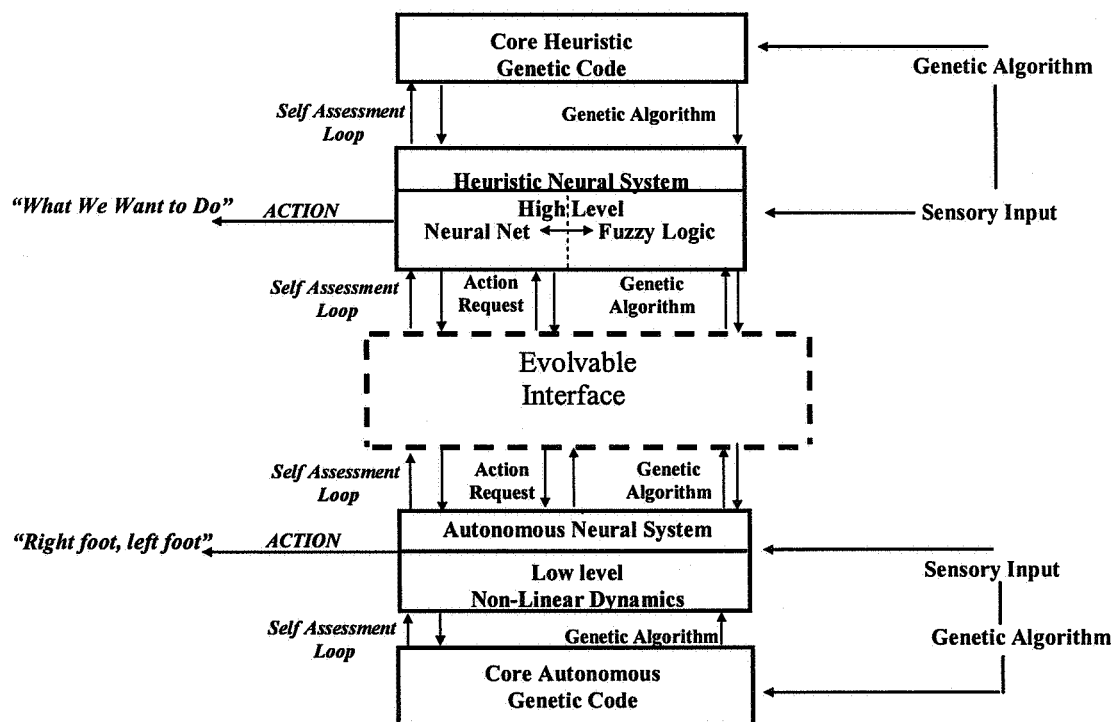 Core Heuristic
Genetic Code
Genetic Algorithm
Self Assessment
Loop
Genetic Algorithm
Heuristic Neural System
"What We Want to Do"
ACTION
High Level
Neural Net
Fuzzy Logic
Sensory Input
Self Assessment
Loop
Action
Request
Genetic
Algorithm
Evolvable
Interface
Self Assessment
Loop
Action
Request
Genetic
Algorithm
Autonomous Neural System
"Right foot, left foot"
ACTION
Low level
Non-Linear Dynamics
Sensory Input
Self Assessment
Loop
Genetic Algorithm
Genetic Algorithm
Core Autonomous
Genetic Code